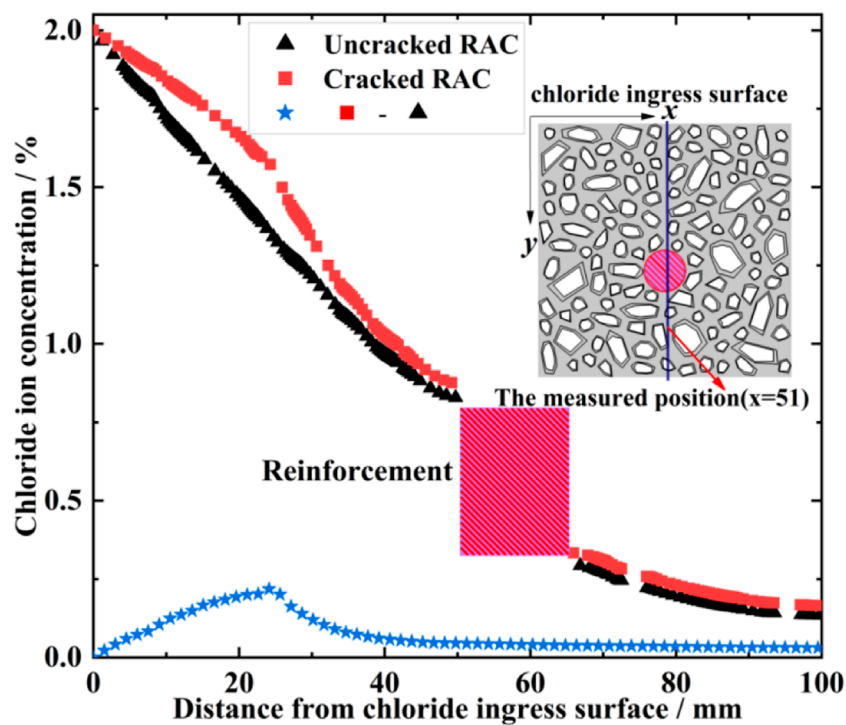 2.0
1.5
1.0
0.5
0.0
Chloride ion concentration / %
Uncracked RAC
Cracked RAC
-
chloride ingress surface
x
y
The measured position(x=51)
Reinforcement
0 20 40 60 80 100
Distance from chloride ingress surface / mm